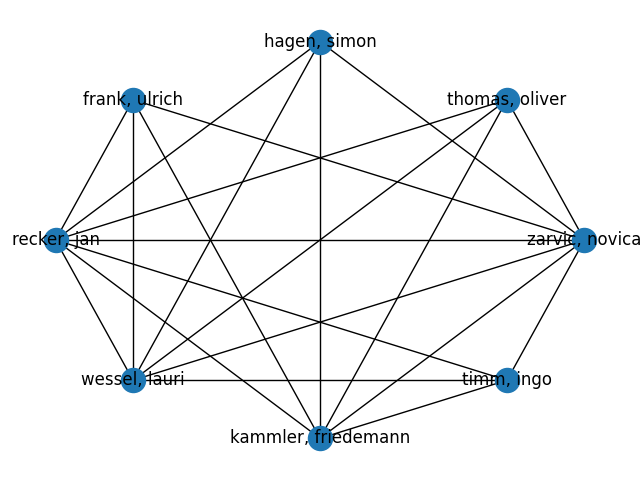 hagen, simon
frank, ulrich
thomas, oliver
recker, jan
zarvic, novica
wessel, lauri
timm, ingo
kammler, friedemann